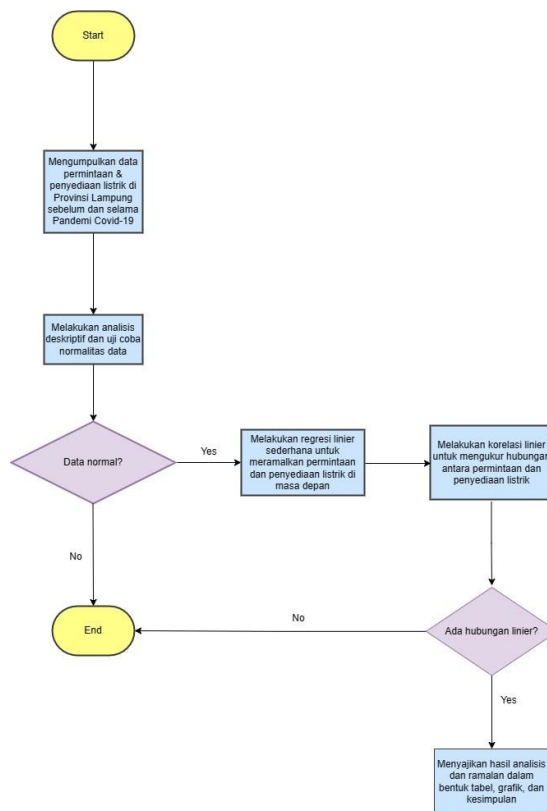 Start
Mengumpulkan data
permintaan &
penyediaan listrik di
Provinsi Lampung
sebelum dan selama
Pandemi Covid-19
Melakukan analisis
deskriptif dan uji coba
normalitas data
Data normal?
Yes
Melakukan regresi linier
sederhana untuk
meramalkan permintaan
dan penyediaan listrik di
masa depan
Melakukan korelasi linier
untuk mengukur hubungan
antara permintaan dan
penyediaan listrik
No
End
No
Ada hubungan linier?
Yes
Menyajikan hasil analisis
dan ramalan dalam
bentuk tabel, grafik, dan
kesimpulan